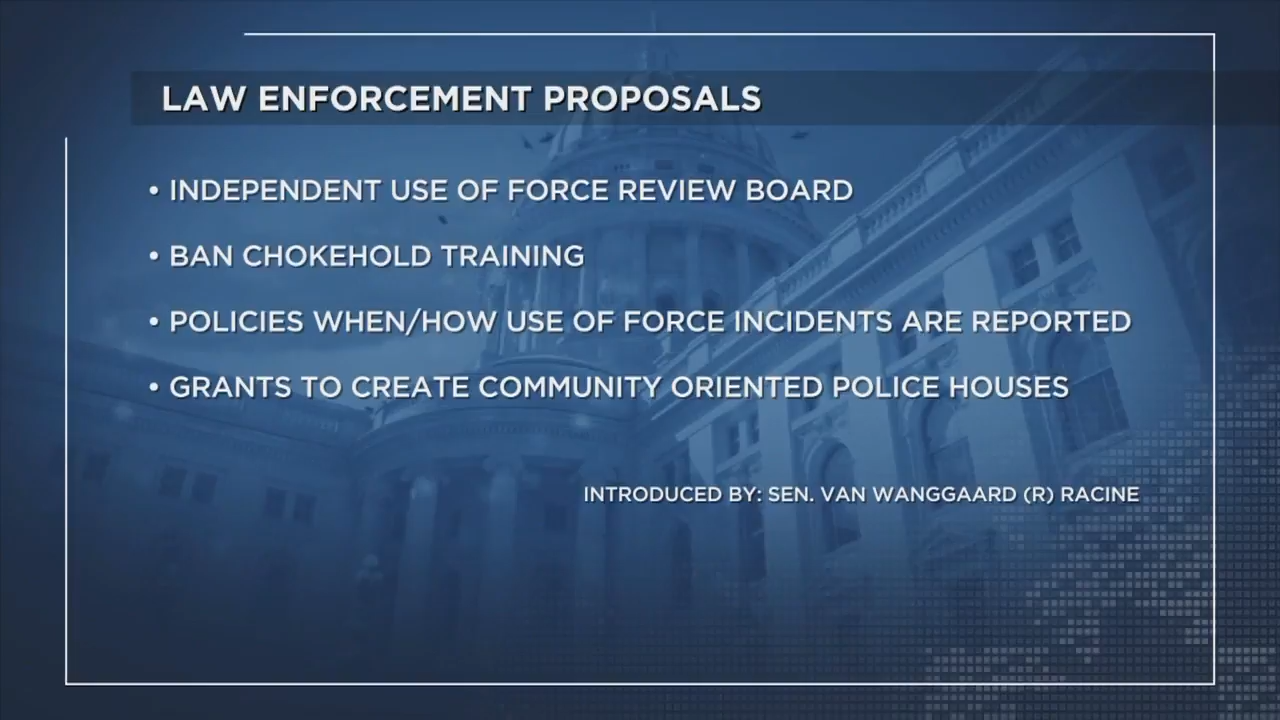 LAW ENFORCEMENT PROPOSALS
• INDEPENDENT USE OF FORCE REVIEW BOARD
• BAN CHOKEHOLD TRAINING
• POLICIES WHEN/HOW USE OF FORCE INCIDENTS ARE REPORTED
• GRANTS TO CREATE COMMUNITY ORIENTED POLICE HOUSES
INTRODUCED BY: SEN. VAN WANGGAARD (R) RACINE